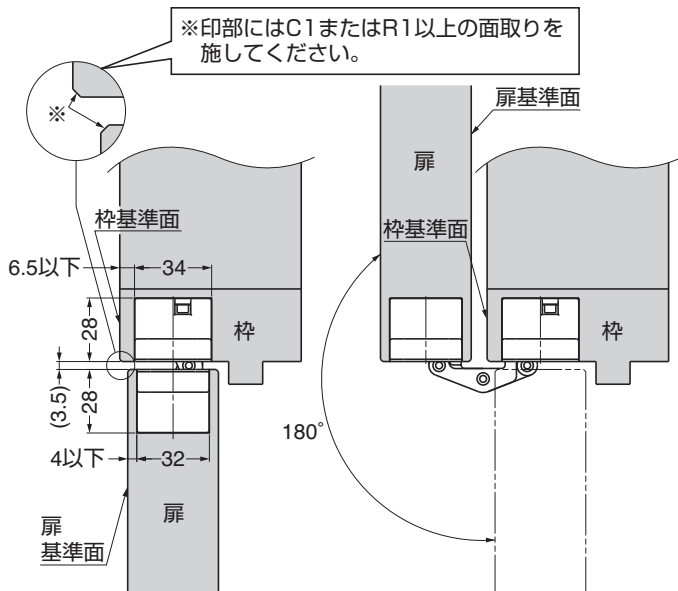 ※印部にはC1またはR1以上の面取りを
施してください。
※
扉基準面
扉
枠基準面
枠基準面
6.5以下
34
28
枠
枠
(3.5)
28
180°
4以下
32
扉
扉
基準面